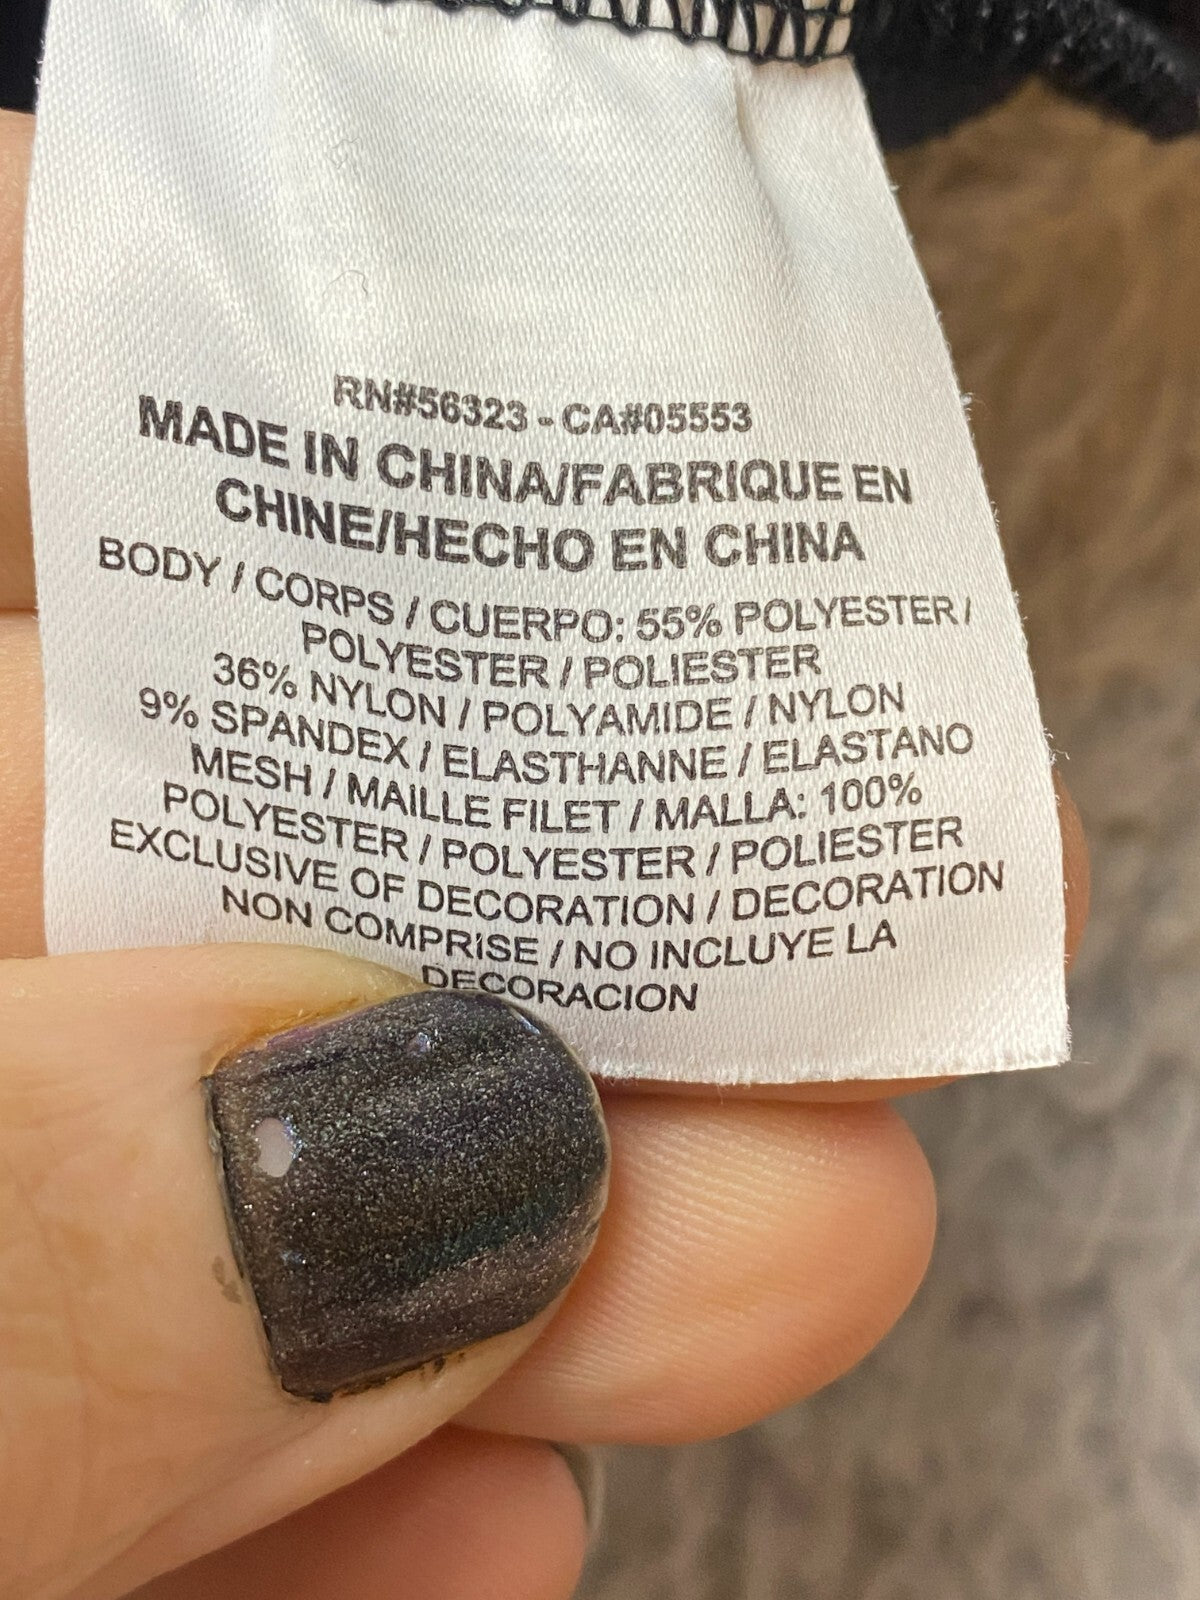 RN#56323 - CA#05553
MADE IN CHINA/FABRIQUE EN
CHINE/HECHO EN CHINA
BODY / CORPS / CUERPO: 55% POLYESTER /
POLYESTER / POLIESTER
36% NYLON / POLYAMIDE / NYLON
9% SPANDEX / ELASTHANNE / ELASTANO
MESH / MAILLE FILET / MALLA: 100%
POLYESTER / POLYESTER / POLIESTER
EXCLUSIVE OF DECORATION / DECORATION
NON COMPRISE / NO INCLUYE LA
DECORACION